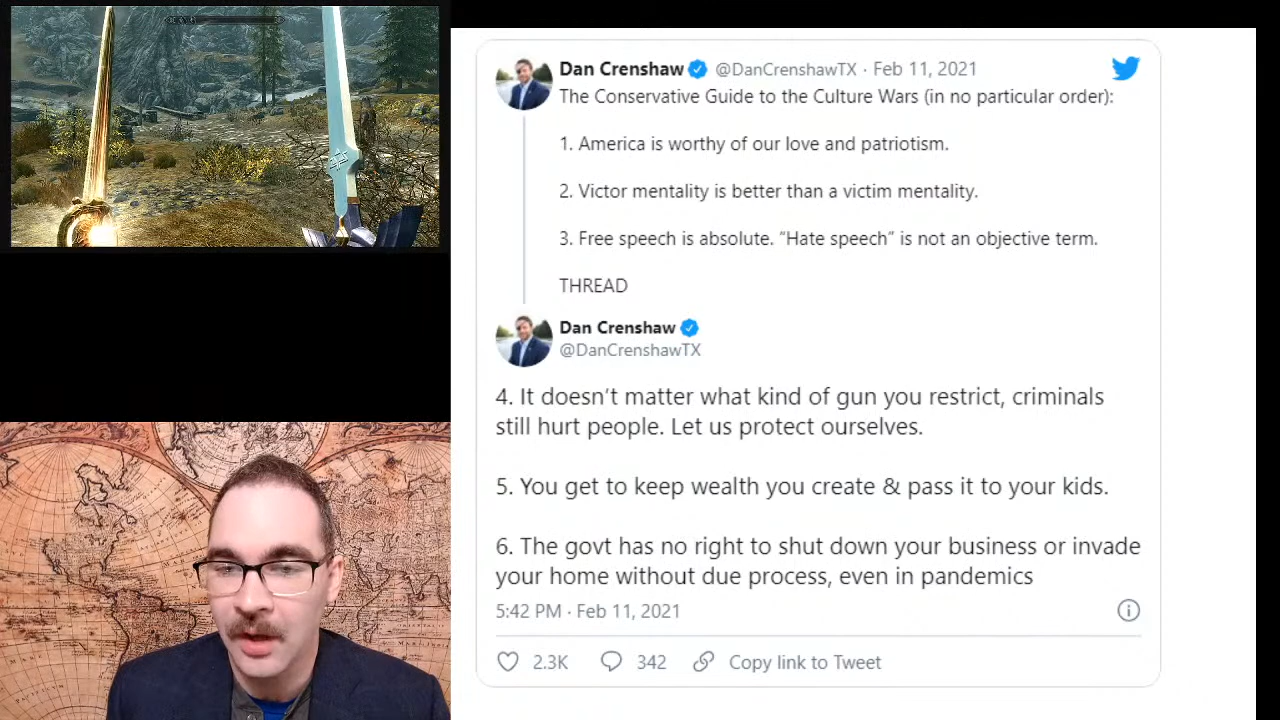 Dan Crenshaw @DanCrenshawTX · Feb 11, 2021
The Conservative Guide to the Culture Wars (in no particular order):
1. America is worthy of our love and patriotism.
2. Victor mentality is better than a victim mentality.
3. Free speech is absolute. “Hate speech” is not an objective term.
THREAD
Dan Crenshaw
@DanCrenshawTX
4. It doesn’t matter what kind of gun you restrict, criminals
still hurt people. Let us protect ourselves.
5. You get to keep wealth you create & pass it to your kids.
6. The govt has no right to shut down your business or invade
your home without due process, even in pandemics
5:42 PM · Feb 11, 2021
2.3K 342 Copy link to Tweet